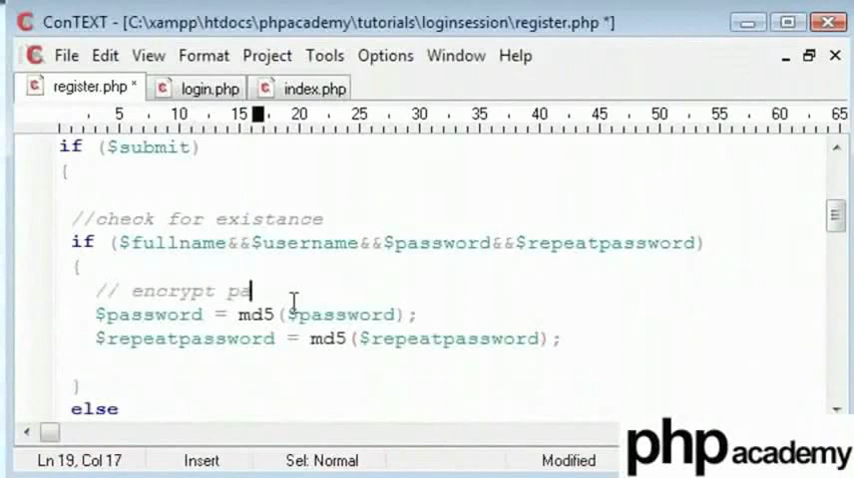 ConTEXT - [C:\xampp\htdocs\phpacademy\tutorials\loginsession\register.php *]
File Edit View Format Project Tools Options Window Help
register.php * login.php index.php
5 10 15 20 25 30 35 40 45 50 55 60 65
if ($submit)
{
//check for existance
if ($fullname&&$username&&$password&&$repeatpassword)
{
// encrypt pa
$password = md5($password);
$repeatpassword = md5($repeatpassword);
}
else
Ln 19, Col 17 Insert Sel: Normal Modified
php academy